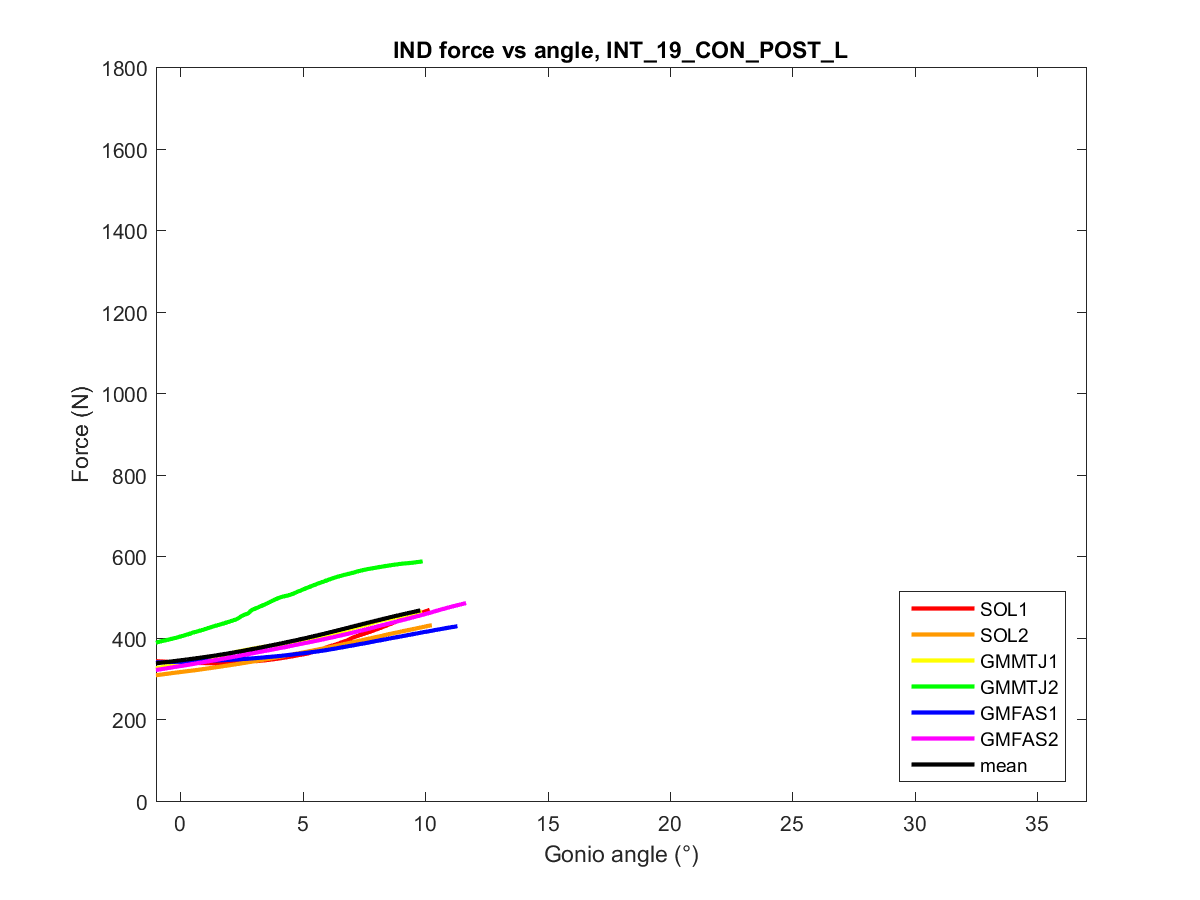 IND force vs angle, INT_19_CON_POST_L
1800
1600
1400
1200
1000
800
600
400
200
0
Force (N)
0 5 10 15 20 25 30 35
Gonio angle (°)
SOL1
SOL2
GMMTJ1
GMMTJ2
GMFAS1
GMFAS2
mean